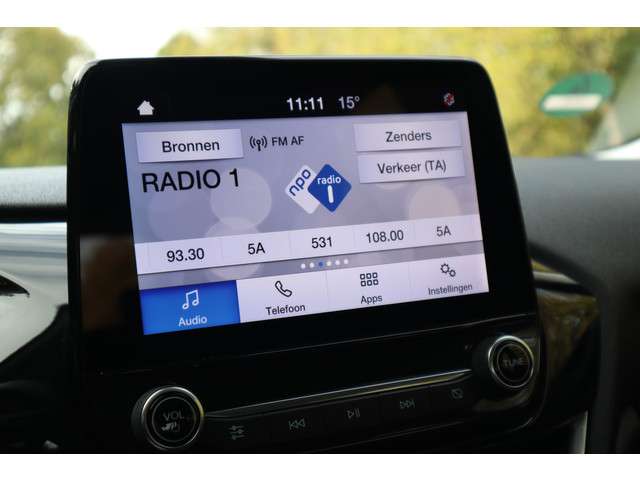 11:11 15°
Bronnen FM AF Zenders
RADIO 1 npo radio 1 Verkeer (TA)
93.30 5A 531 108.00 5A
Audio Telefoon Apps Instellingen
VOL TUNE